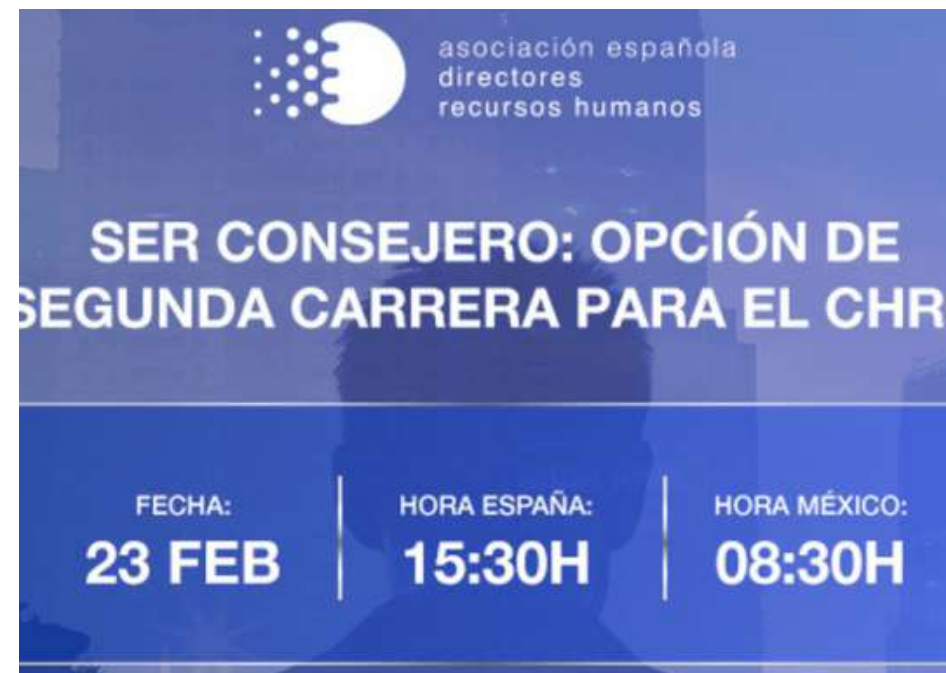 asociación española
directores
recursos humanos
SER CONSEJERO: OPCIÓN DE
SEGUNDA CARRERA PARA EL CHR
FECHA:
23 FEB
HORA ESPAÑA:
15:30H
HORA MÉXICO:
08:30H